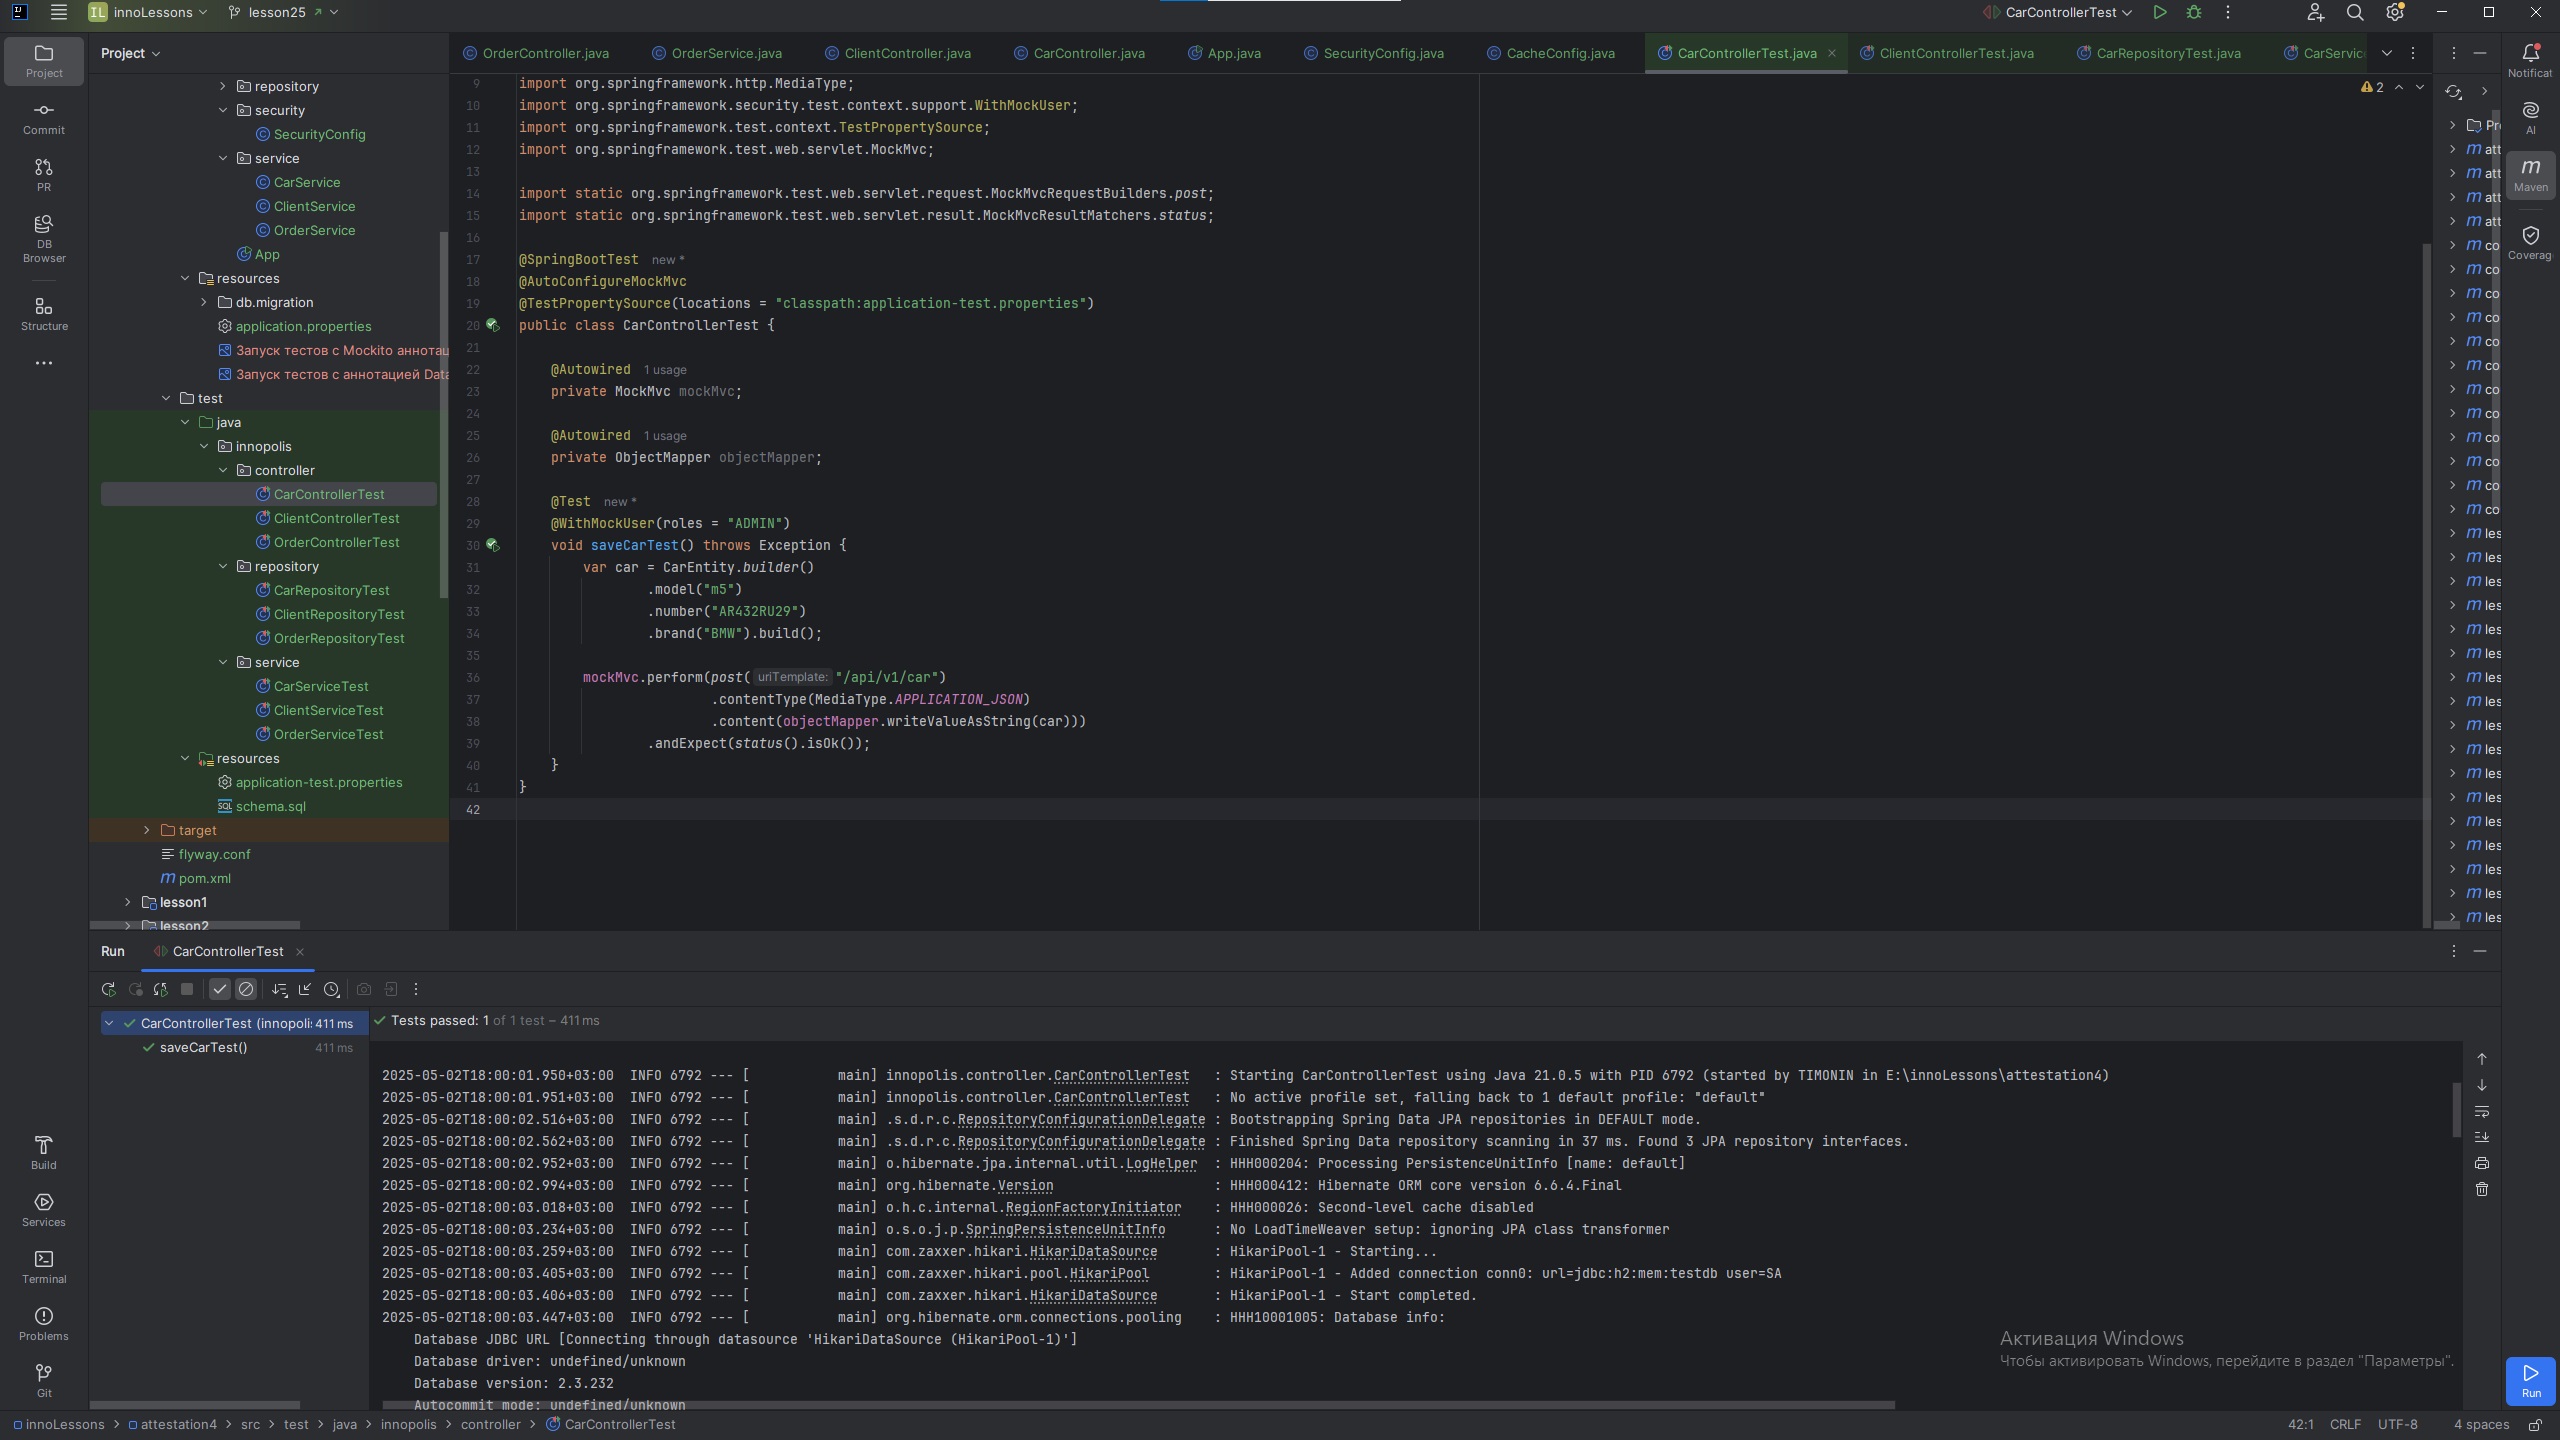 innoLessons
lesson25
CarControllerTest
Project
OrderController.java
OrderService.java
ClientController.java
CarController.java
App.java
SecurityConfig.java
CacheConfig.java
CarControllerTest.java
ClientControllerTest.java
CarRepositoryTest.java
Project
Commit
PR
DB
Browser
Structure
repository
security
SecurityConfig
service
CarService
ClientService
OrderService
App
resources
db.migration
application.properties
test
java
innopolis
controller
CarControllerTest
ClientControllerTest
OrderControllerTest
repository
CarRepositoryTest
ClientRepositoryTest
OrderRepositoryTest
service
CarServiceTest
ClientServiceTest
OrderServiceTest
resources
application-test.properties
schema.sql
target
flyway.conf
pom.xml
lesson1
lesson2
9 import org.springframework.http.MediaType;
10 import org.springframework.security.test.context.support.WithMockUser;
11 import org.springframework.test.context.TestPropertySource;
12 import org.springframework.test.web.servlet.MockMvc;
13
14 import static org.springframework.test.web.servlet.request.MockMvcRequestBuilders.post;
15 import static org.springframework.test.web.servlet.result.MockMvcResultMatchers.status;
16
17 @SpringBootTest new *
18 @AutoConfigureMockMvc
19 @TestPropertySource(locations = "classpath:application-test.properties")
20 public class CarControllerTest {
21
22 @Autowired 1 usage
23 private MockMvc mockMvc;
24
25 @Autowired 1 usage
26 private ObjectMapper objectMapper;
27
28 @Test new *
29 @WithMockUser(roles = "ADMIN")
30 void saveCarTest() throws Exception {
31 var car = CarEntity.builder()
32 .model("m5")
33 .number("AR432RU29")
34 .brand("BMW").build();
35
36 mockMvc.perform(post( uriTemplate: "/api/v1/car")
37 .contentType(MediaType.APPLICATION_JSON)
38 .content(objectMapper.writeValueAsString(car)))
39 .andExpect(status().isOk());
40 }
41 }
42
2
AI
Maven
Run CarControllerTest
CarControllerTest 411 ms
saveCarTest() 411 ms
Tests passed: 1 of 1 test – 411 ms
2025-05-02T18:00:01.950+03:00 INFO 6792 --- [ main] innopolis.controller.CarControllerTest : Starting CarControllerTest using Java 21.0.5 with PID 6792 (started by TIMONIN in E:\innoLessons\attestation4)
2025-05-02T18:00:01.951+03:00 INFO 6792 --- [ main] innopolis.controller.CarControllerTest : No active profile set, falling back to 1 default profile: "default"
2025-05-02T18:00:02.516+03:00 INFO 6792 --- [ main] .s.d.r.c.RepositoryConfigurationDelegate : Bootstrapping Spring Data JPA repositories in DEFAULT mode.
2025-05-02T18:00:02.562+03:00 INFO 6792 --- [ main] .s.d.r.c.RepositoryConfigurationDelegate : Finished Spring Data repository scanning in 37 ms. Found 3 JPA repository interfaces.
2025-05-02T18:00:02.952+03:00 INFO 6792 --- [ main] o.hibernate.jpa.internal.util.LogHelper : HHH000204: Processing PersistenceUnitInfo [name: default]
2025-05-02T18:00:02.994+03:00 INFO 6792 --- [ main] org.hibernate.Version : HHH000412: Hibernate ORM core version 6.6.4.Final
2025-05-02T18:00:03.018+03:00 INFO 6792 --- [ main] o.h.c.internal.RegionFactoryInitiator : HHH000026: Second-level cache disabled
2025-05-02T18:00:03.234+03:00 INFO 6792 --- [ main] o.s.o.j.p.SpringPersistenceUnitInfo : No LoadTimeWeaver setup: ignoring JPA class transformer
2025-05-02T18:00:03.259+03:00 INFO 6792 --- [ main] com.zaxxer.hikari.HikariDataSource : HikariPool-1 - Starting...
2025-05-02T18:00:03.405+03:00 INFO 6792 --- [ main] com.zaxxer.hikari.pool.HikariPool : HikariPool-1 - Added connection conn0: url=jdbc:h2:mem:testdb user=SA
2025-05-02T18:00:03.406+03:00 INFO 6792 --- [ main] com.zaxxer.hikari.HikariDataSource : HikariPool-1 - Start completed.
2025-05-02T18:00:03.447+03:00 INFO 6792 --- [ main] org.hibernate.orm.connections.pooling : HHH10001005: Database info:
Database JDBC URL [Connecting through datasource 'HikariDataSource (HikariPool-1)']
Database driver: undefined/unknown
Database version: 2.3.232
Autocommit mode: undefined/unknown
Активация Windows
Чтобы активировать Windows, перейдите в раздел "Параметры".
Build
Services
Terminal
Problems
Git
Run
innoLessons > attestation4 > src > test > java > innopolis > controller > CarControllerTest
42:1 CRLF UTF-8 4 spaces